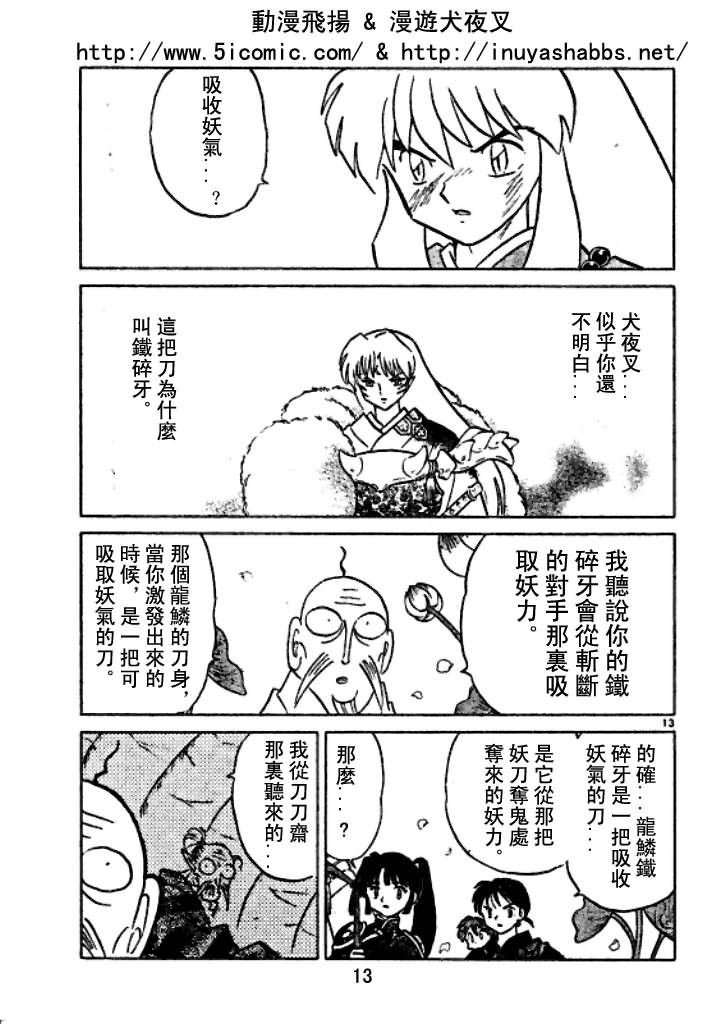 動漫飛揚 & 漫遊犬夜叉
http://www.5icomic.com/ & http://inuyashabbs.net/
吸收妖氣...
?
犬夜叉...
似乎你還
不明白...
這把刀為什麼
叫鐵碎牙。
我聽說你的鐵
碎牙會從斬斷
的對手那裏吸
取妖力。
那個龍鱗的刀身,
當你激發出來的
時候,是一把可
吸取妖氣的刀。
13
的確...龍鱗鐵
碎牙是一把吸收
妖氣的刀...
是它從那把
妖刀奪鬼處
奪來的妖力。
那麼...?
我從刀刀齋
那裏聽來的...
13